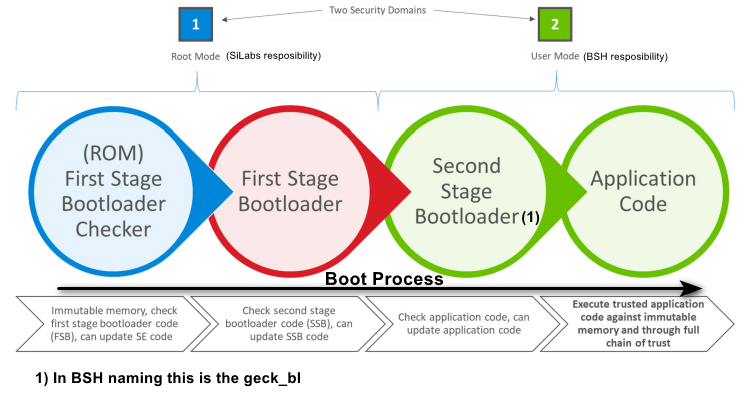 1
Two Security Domains
2
Root Mode (SiLabs resposibility)
User Mode (BSH resposibility)
(ROM)
First Stage
Bootloader
Checker
First Stage
Bootloader
Second
Stage
Bootloader(1)
Application
Code
Boot Process
Immutable memory, check
first stage bootloader code
(FSB), can update SE code
Check second stage
bootloader code (SSB), can
update SSB code
Check application code, can
update application code
Execute trusted application
code against immutable
memory and through full
chain of trust
1) In BSH naming this is the geck_bl